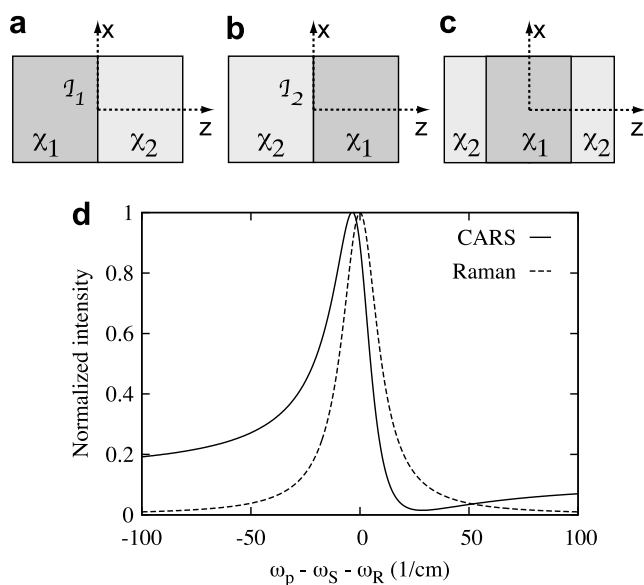 a
x
ℐ1
z
χ1 χ2
b
x
ℐ2
z
χ2 χ1
c
x
z
χ2 χ1 χ2
d
1
0.8
0.6
0.4
0.2
0
Normalized intensity
CARS
Raman
-100 -50 0 50 100
ωp - ωS - ωR (1/cm)